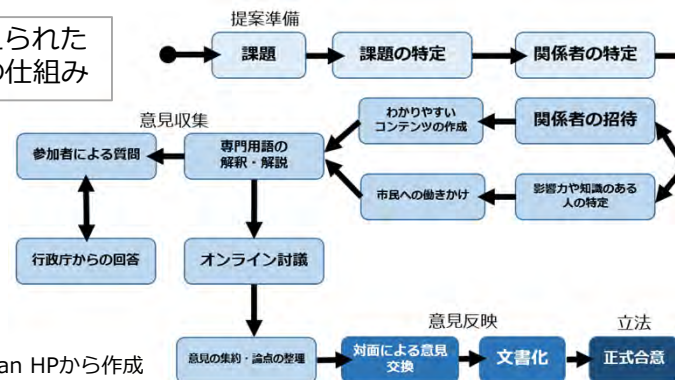 えられた
の仕組み
提案準備
課題
課題の特定
関係者の特定
わかりやすい
コンテンツの作成
関係者の招待
意見収集
参加者による質問
専門用語の
解釈・解説
市民への働きかけ
影響力や知識のある
人の特定
行政庁からの回答
オンライン討議
意見反映
立法
意見の集約・論点の整理
対面による意見
交換
文書化
正式合意
an HPから作成